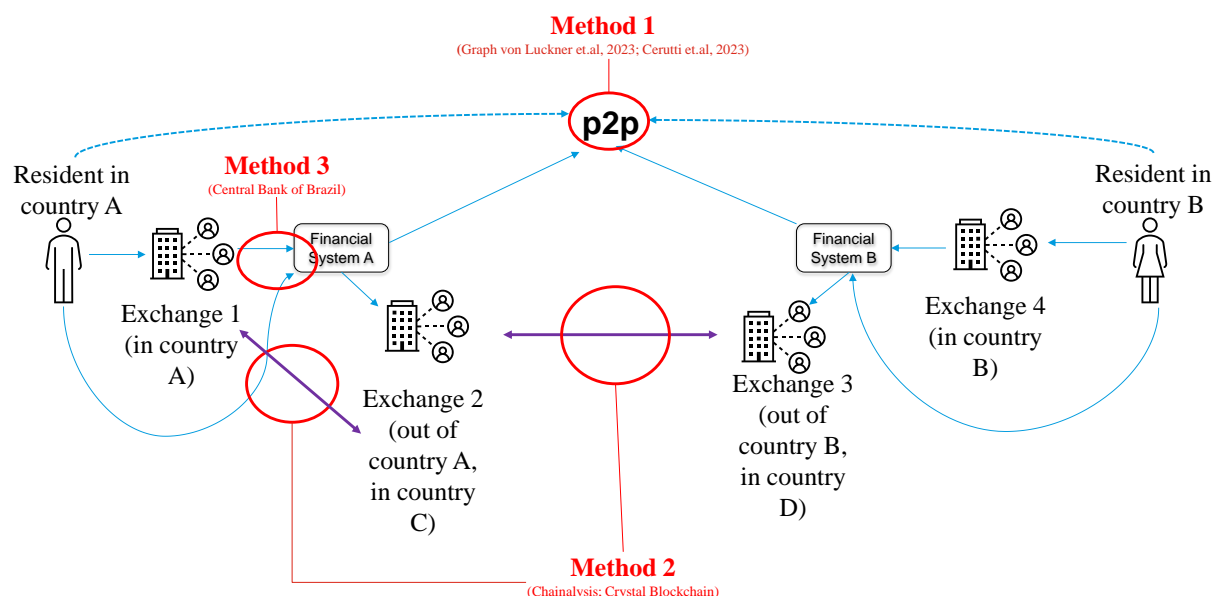 Method 1
(Graph von Luckner et.al, 2023; Cerutti et.al, 2023)
p2p
Method 3
(Central Bank of Brazil)
Resident in
country A
Resident in
country B
Financial
System A
Financial
System B
Exchange 1
(in country
A)
Exchange 4
(in country
B)
Exchange 2
(out of
country A,
in country
C)
Exchange 3
(out of
country B,
in country
D)
Method 2
(Chainalysis; Crystal Blockchain)